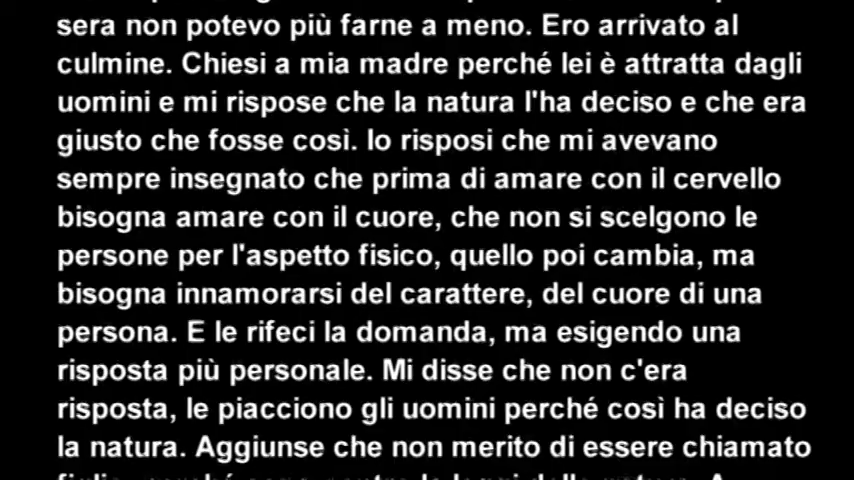 sera non potevo più farne a meno. Ero arrivato al
culmine. Chiesi a mia madre perché lei è attratta dagli
uomini e mi rispose che la natura l'ha deciso e che era
giusto che fosse così. Io risposi che mi avevano
sempre insegnato che prima di amare con il cervello
bisogna amare con il cuore, che non si scelgono le
persone per l'aspetto fisico, quello poi cambia, ma
bisogna innamorarsi del carattere, del cuore di una
persona. E le rifeci la domanda, ma esigendo una
risposta più personale. Mi disse che non c'era
risposta, le piacciono gli uomini perché così ha deciso
la natura. Aggiunse che non merito di essere chiamato